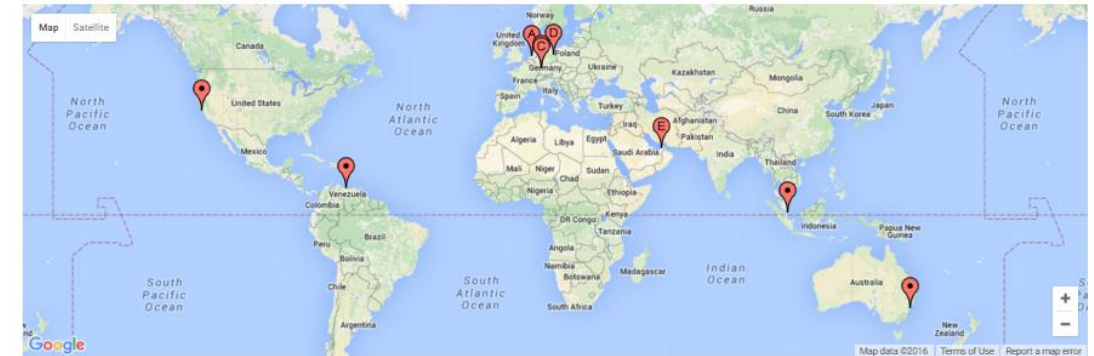 Map Satellite
Norway
Russia
United
Kingdom
A
D
C
Poland
Canada
Germany
Ukraine
France
Kazakhstan
Mongolia
Italy
Spain
North
Pacific
Ocean
United States
North
Atlantic
Ocean
Turkey
China
South Korea
Japan
North
Pacific
Ocean
E
Afghanistan
Iraq
Pakistan
Algeria
Libya
Egypt
Saudi Arabia
India
Mexico
Thailand
Mali
Niger
Chad
Sudan
Venezuela
Nigeria
Ethiopia
Colombia
DR Congo
Kenya
Tanzania
Indonesia
Papua New
Guinea
Peru
Brazil
Angola
Bolivia
Namibia
Botswana
Madagascar
Indian
Ocean
South
Pacific
Ocean
Chile
South
Atlantic
Ocean
Australia
South Africa
Argentina
New
Zealand
+
−
Google
Map data ©2016 Terms of Use Report a map error